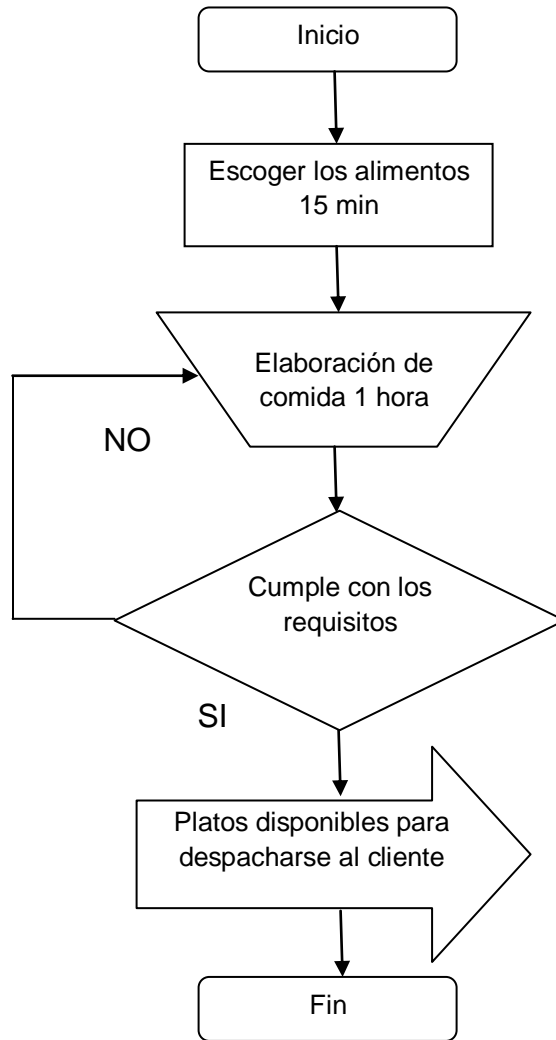 Inicio
Escoger los alimentos
15 min
Elaboración de
comida 1 hora
NO
Cumple con los
requisitos
SI
Platos disponibles para
despacharse al cliente
Fin